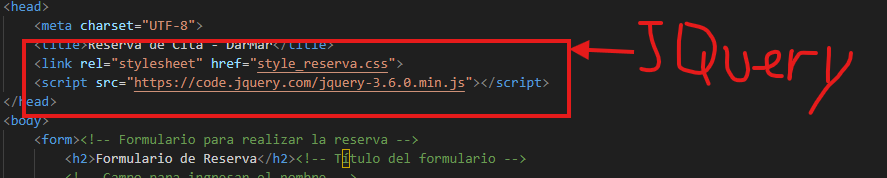 <head>
<meta charset="UTF-8">
<title>Reserva de Cita - Darmar</title>
<link rel="stylesheet" href="style_reserva.css">
<script src="https://code.jquery.com/jquery-3.6.0.min.js"></script>
</head>
<body>
<form><!-- Formulario para realizar la reserva -->
<h2>Formulario de Reserva</h2><!-- Título del formulario -->
<!-- Campo para ingresar el nombre -->
JQuery